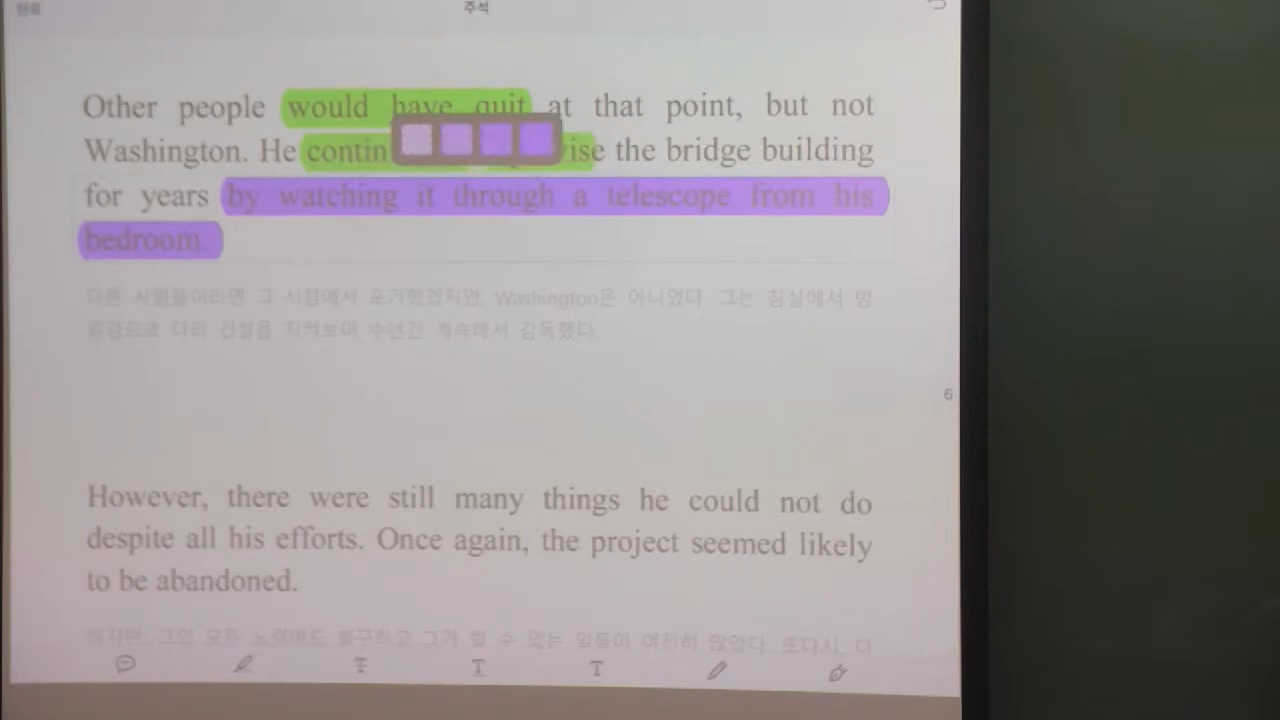 완료
주석
Other people would have quit at that point, but not
Washington. He contin ise the bridge building
for years by watching it through a telescope from his
bedroom.
다른 사람들이라면 그 시점에서 포기했겠지만, Washington은 아니었다. 그는 침실에서 망
원경으로 다리 건설을 지켜보며 수년간 계속해서 감독했다.
6
However, there were still many things he could not do
despite all his efforts. Once again, the project seemed likely
to be abandoned.
하지만, 그의 모든 노력에도 불구하고 그가 할 수 없는 일들이 여전히 많았다. 또다시, 다